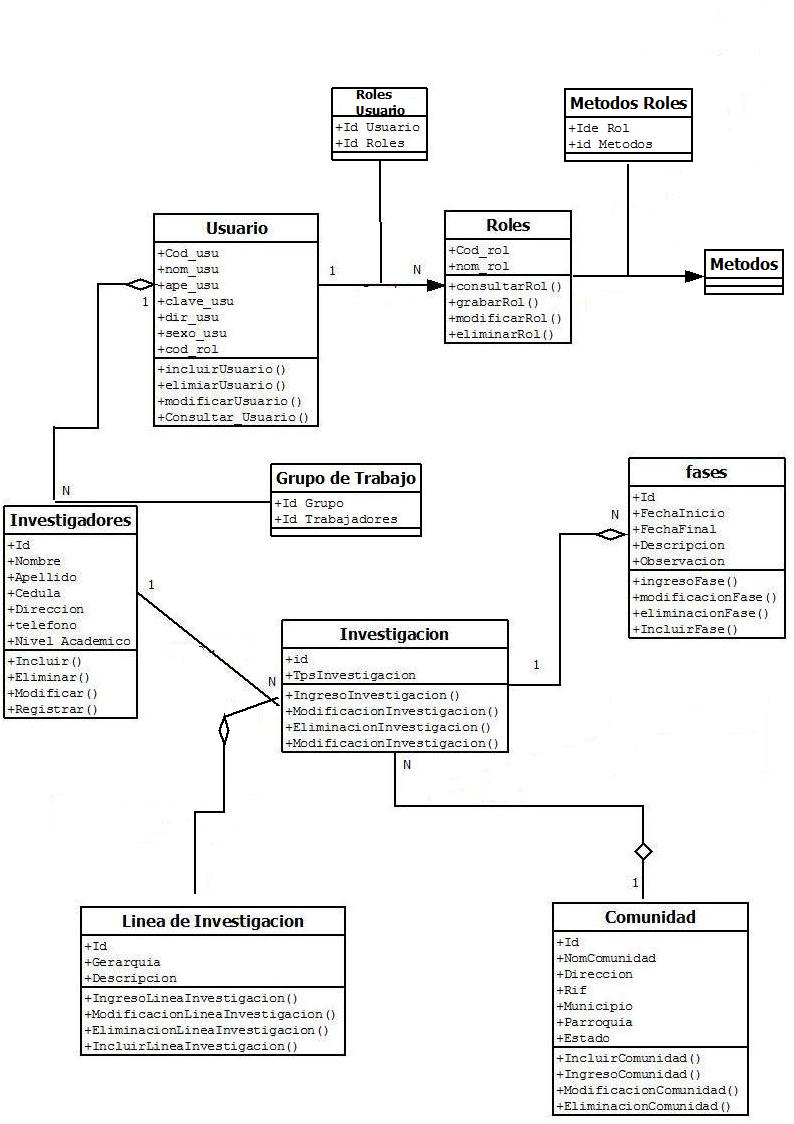 Roles
Usuario
+Id Usuario
+Id Roles
Metodos Roles
+Ide Rol
+id Metodos
Usuario
+Cod_usu
+nom_usu
+ape_usu
+clave_usu
+dir_usu
+sexo_usu
+cod_rol
+incluirUsuario()
+elimiarUsuario()
+modificarUsuario()
+Consultar_Usuario()
1
N
1
Roles
+Cod_rol
+nom_rol
+consultarRol()
+grabarRol()
+modificarRol()
+eliminarRol()
Metodos
N
Grupo de Trabajo
+Id Grupo
+Id Trabajadores
N
fases
+Id
+FechaInicio
+FechaFinal
+Descripcion
+Observacion
+ingresoFase()
+modificacionFase()
+eliminacionFase()
+IncluirFase()
Investigadores
+Id
+Nombre
+Apellido
+Cedula
+Direccion
+telefono
+Nivel Academico
+Incluir()
+Eliminar()
+Modificar()
+Registrar()
1
N
Investigacion
+id
+TpsInvestigacion
+IngresoInvestigacion()
+ModificacionInvestigacion()
+EliminacionInvestigacion()
+ModificacionInvestigacion()
1
N
1
Linea de Investigacion
+Id
+Gerarquia
+Descripcion
+IngresoLineaInvestigacion()
+ModificacionLineaInvestigacion()
+EliminacionLineaInvestigacion()
+IncluirLineaInvestigacion()
Comunidad
+Id
+NomComunidad
+Direccion
+Rif
+Municipio
+Parroquia
+Estado
+IncluirComunidad()
+IngresoComunidad()
+ModificacionComunidad()
+EliminacionComunidad()